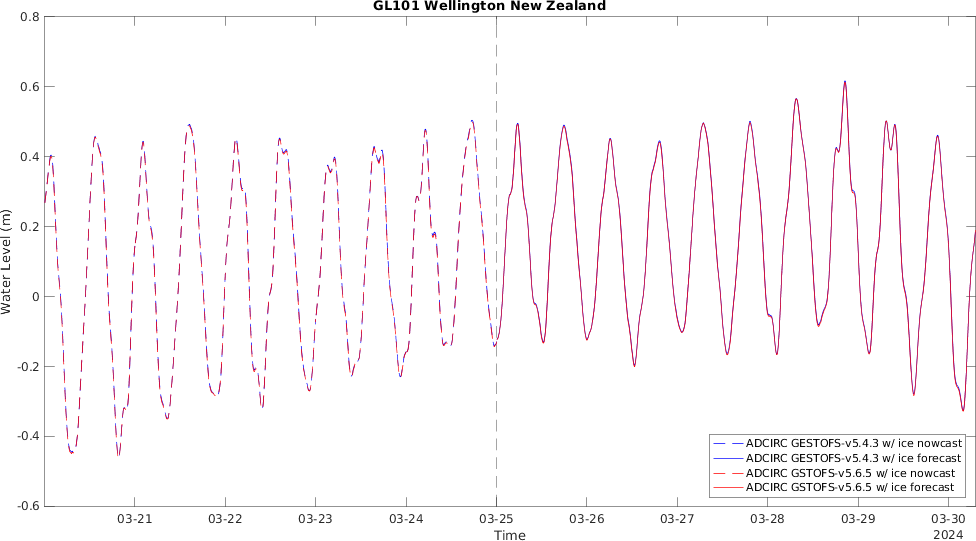 GL101 Wellington New Zealand
0.8
0.6
0.4
0.2
0
-0.2
-0.4
-0.6
Water Level (m)
03-21 03-22 03-23 03-24 03-25 03-26 03-27 03-28 03-29 03-30
2024
Time
ADCIRC GESTOFS-v5.4.3 w/ ice nowcast
ADCIRC GESTOFS-v5.4.3 w/ ice forecast
ADCIRC GSTOFS-v5.6.5 w/ ice nowcast
ADCIRC GSTOFS-v5.6.5 w/ ice forecast